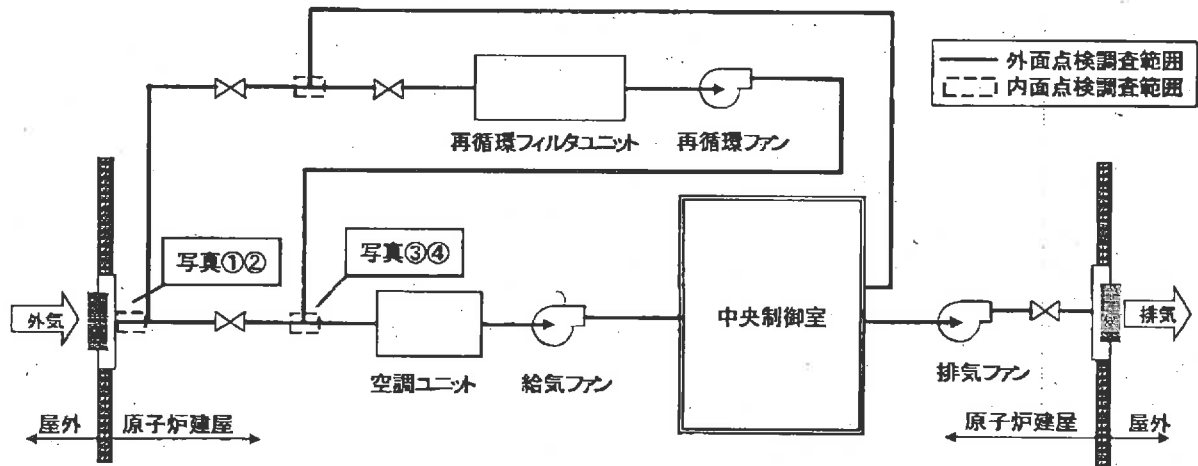 外面点検調査範囲
内面点検調査範囲
再循環フィルタユニット
再循環ファン
写真①②
写真③④
外気
中央制御室
排気
空調ユニット
給気ファン
排気ファン
屋外
原子炉建屋
原子炉建屋
屋外